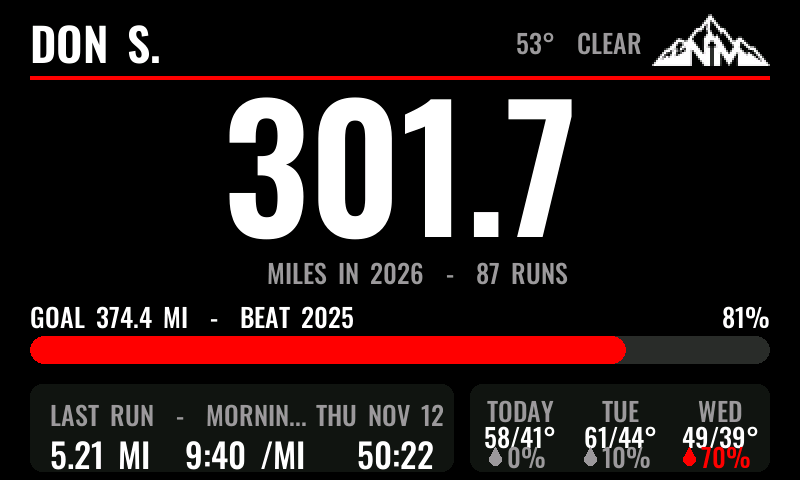 DON S. 53° CLEAR NM
301.7
MILES IN 2026 - 87 RUNS
GOAL 374.4 MI - BEAT 2025 81%
LAST RUN - MORNIN... THU NOV 12
5.21 MI 9:40 /MI 50:22
TODAY TUE WED
58/41° 61/44° 49/39°
0% 10% 70%